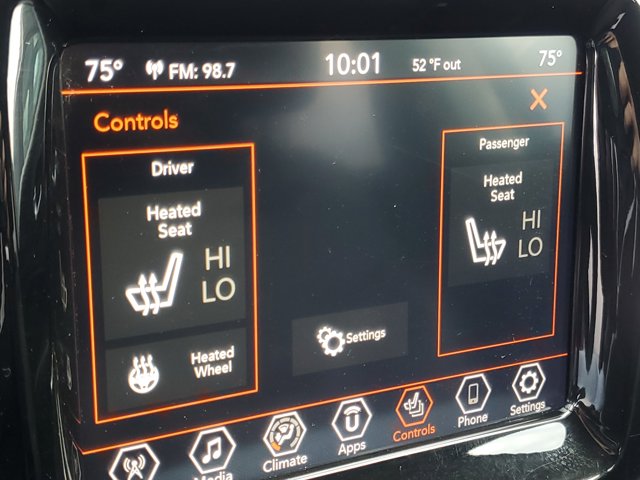 75° FM: 98.7 10:01 52 °F out 75°
Controls
Driver
Heated
Seat
HI
LO
Heated
Wheel
Settings
Passenger
Heated
Seat
HI
LO
Media Climate Apps Controls Phone Settings